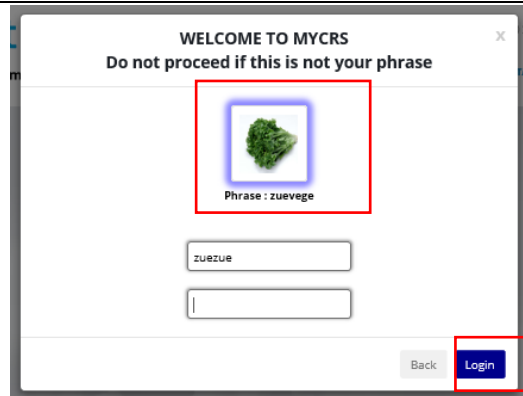 WELCOME TO MYCRS
X
Do not proceed if this is not your phrase
Phrase : zuevege
zuezue
Back
Login